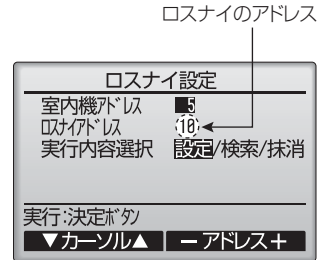 ロスナイのアドレス
ロスナイ設定
室内機アドレス 5
ロスナイアドレス 10
実行内容選択 設定/検索/抹消
実行:決定ボタン
▼カーソル▲ −アドレス+